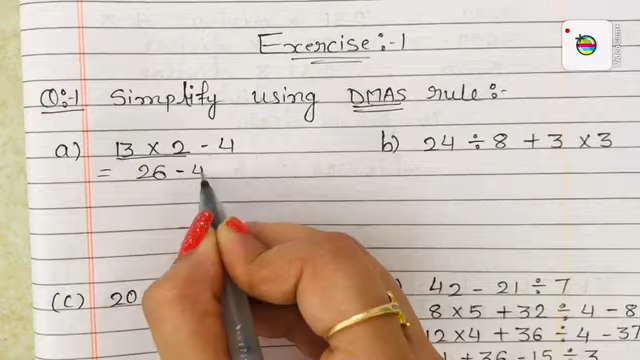 Exercise:-1
Q:-1 Simplify using DMAS rule:-
a) 13 × 2 - 4
= 26 - 4
b) 24 ÷ 8 + 3 × 3
(c) 20
42 - 21 ÷ 7
8 × 5 + 32 ÷ 4 - 8
12 × 4 + 36 ÷ 4 - 37
+ 36 - 15 ÷ 3